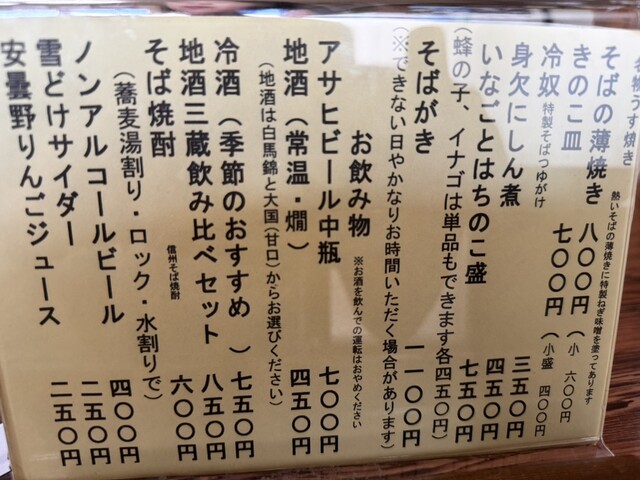 うす焼き
そばの薄焼き 八〇〇円(小 六〇〇円)
熱いそばの薄焼きに特製ねぎ味噌を塗ってあります
きのこ皿 七〇〇円(小盛 四〇〇円)
冷奴 特製そばつゆがけ 三五〇円
身欠にしん煮 四五〇円
いなごとはちのこ盛 七五〇円
(蜂の子、イナゴは単品もできます各四五〇円)
そばがき 一一〇〇円
(※できない日やかなりお時間いただく場合があります)
お飲み物 ※お酒を飲んでの運転はおやめください
アサヒビール中瓶 七〇〇円
地酒(常温・燗) 四五〇円
(地酒は白馬錦と大国(甘口)からお選びください)
冷酒(季節のおすすめ) 七五〇円
地酒三蔵飲み比べセット 八五〇円
そば焼酎 信州そば焼酎 六〇〇円
(蕎麦湯割り・ロック・水割りで)
ノンアルコールビール 四〇〇円
雪どけサイダー 二五〇円
安曇野りんごジュース 二五〇円